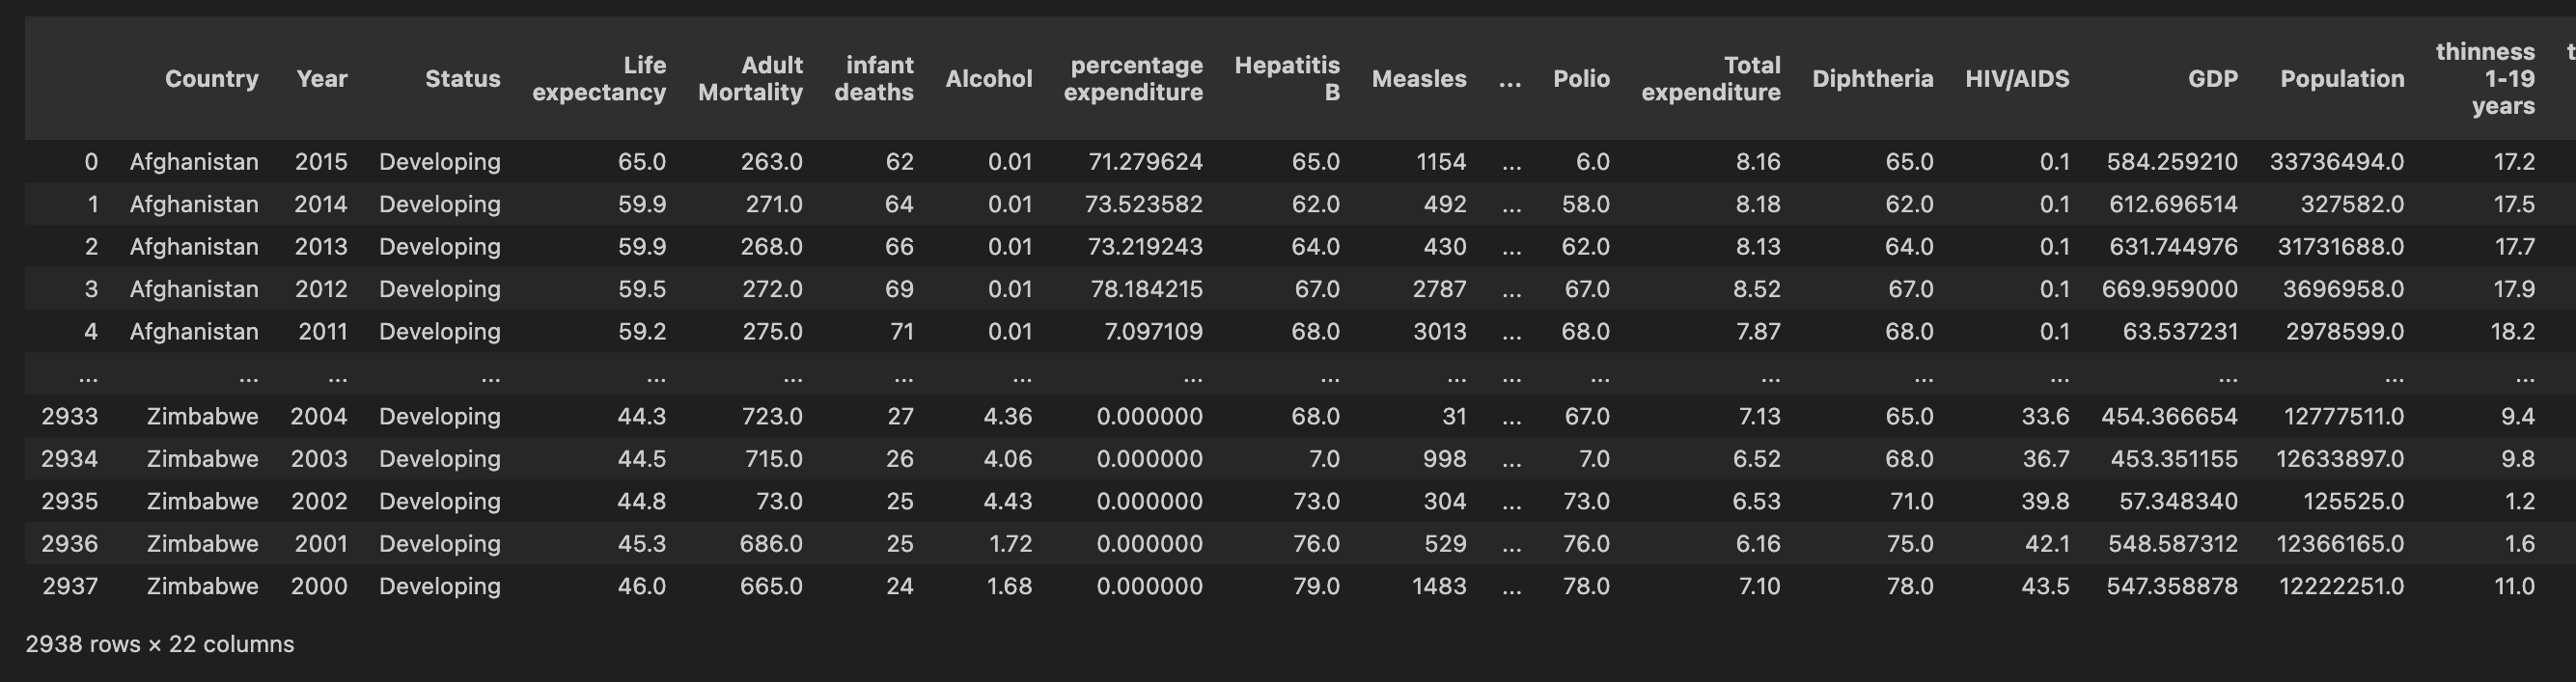 Country Year Status Life expectancy Adult Mortality infant deaths Alcohol percentage expenditure Hepatitis B Measles ... Polio Total expenditure Diphtheria HIV/AIDS GDP Population thinness 1-19 years t
0 Afghanistan 2015 Developing 65.0 263.0 62 0.01 71.279624 65.0 1154 ... 6.0 8.16 65.0 0.1 584.259210 33736494.0 17.2
1 Afghanistan 2014 Developing 59.9 271.0 64 0.01 73.523582 62.0 492 ... 58.0 8.18 62.0 0.1 612.696514 327582.0 17.5
2 Afghanistan 2013 Developing 59.9 268.0 66 0.01 73.219243 64.0 430 ... 62.0 8.13 64.0 0.1 631.744976 31731688.0 17.7
3 Afghanistan 2012 Developing 59.5 272.0 69 0.01 78.184215 67.0 2787 ... 67.0 8.52 67.0 0.1 669.959000 3696958.0 17.9
4 Afghanistan 2011 Developing 59.2 275.0 71 0.01 7.097109 68.0 3013 ... 68.0 7.87 68.0 0.1 63.537231 2978599.0 18.2
... ... ... ... ... ... ... ... ... ... ... ... ... ... ... ... ... ... ...
2933 Zimbabwe 2004 Developing 44.3 723.0 27 4.36 0.000000 68.0 31 ... 67.0 7.13 65.0 33.6 454.366654 12777511.0 9.4
2934 Zimbabwe 2003 Developing 44.5 715.0 26 4.06 0.000000 7.0 998 ... 7.0 6.52 68.0 36.7 453.351155 12633897.0 9.8
2935 Zimbabwe 2002 Developing 44.8 73.0 25 4.43 0.000000 73.0 304 ... 73.0 6.53 71.0 39.8 57.348340 125525.0 1.2
2936 Zimbabwe 2001 Developing 45.3 686.0 25 1.72 0.000000 76.0 529 ... 76.0 6.16 75.0 42.1 548.587312 12366165.0 1.6
2937 Zimbabwe 2000 Developing 46.0 665.0 24 1.68 0.000000 79.0 1483 ... 78.0 7.10 78.0 43.5 547.358878 12222251.0 11.0
2938 rows × 22 columns